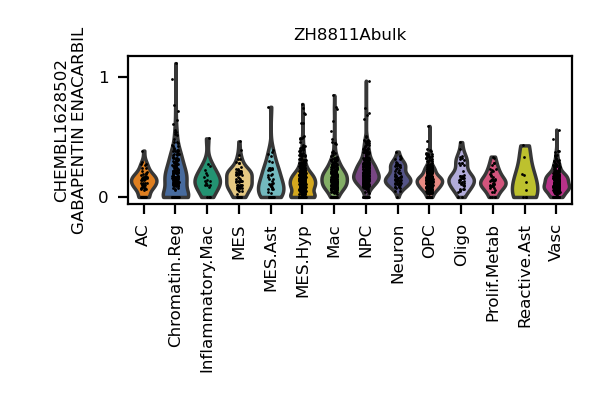 ZH8811Abulk
CHEMBL1628502
GABAPENTIN ENACARBIL
1
0
AC
Chromatin.Reg
Inflammatory.Mac
MES
MES.Ast
MES.Hyp
Mac
NPC
Neuron
OPC
Oligo
Prolif.Metab
Reactive.Ast
Vasc